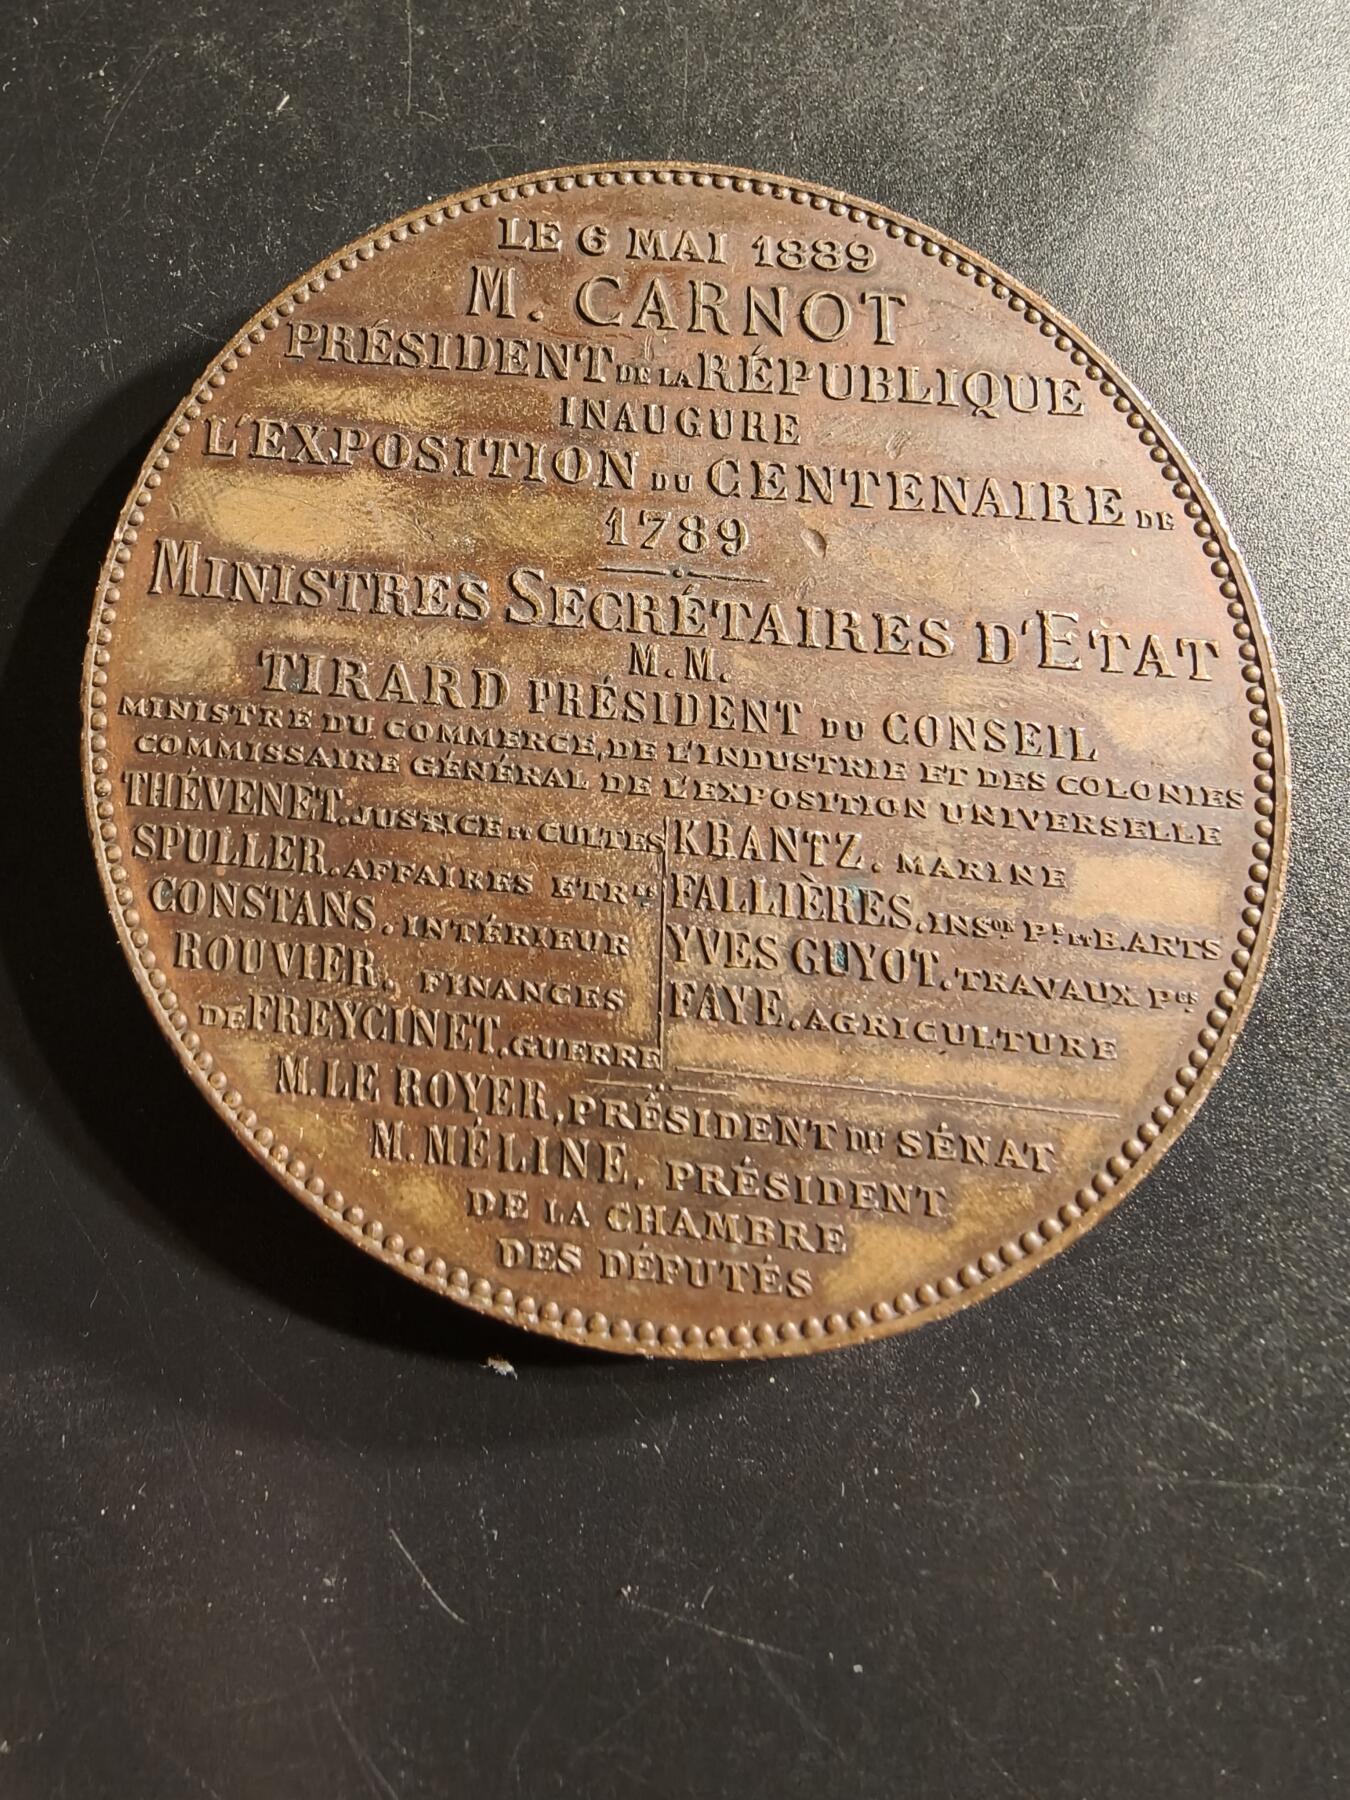 LE 6 MAI 1889
M. CARNOT
PRÉSIDENT DE LA RÉPUBLIQUE
INAUGURE
L'EXPOSITION DU CENTENAIRE DE
1789
MINISTRES SECRÉTAIRES D'ETAT
M.M.
TIRARD PRÉSIDENT DU CONSEIL
MINISTRE DU COMMERCE, DE L'INDUSTRIE ET DES COLONIES
COMMISSAIRE GÉNÉRAL DE L'EXPOSITION UNIVERSELLE
THÉVENET. JUSTICE ET CULTES
SPULLER. AFFAIRES ETRES
CONSTANS. INTÉRIEUR
ROUVIER. FINANCES
DE FREYCINET. GUERRE
KRANTZ. MARINE
FALLIÈRES. INSON PE ET B. ARTS
YVES GUYOT. TRAVAUX PCS
FAYE. AGRICULTURE
M. LE ROYER, PRÉSIDENT DU SÉNAT
M. MÉLINE, PRÉSIDENT
DE LA CHAMBRE
DES DÉPUTÉS